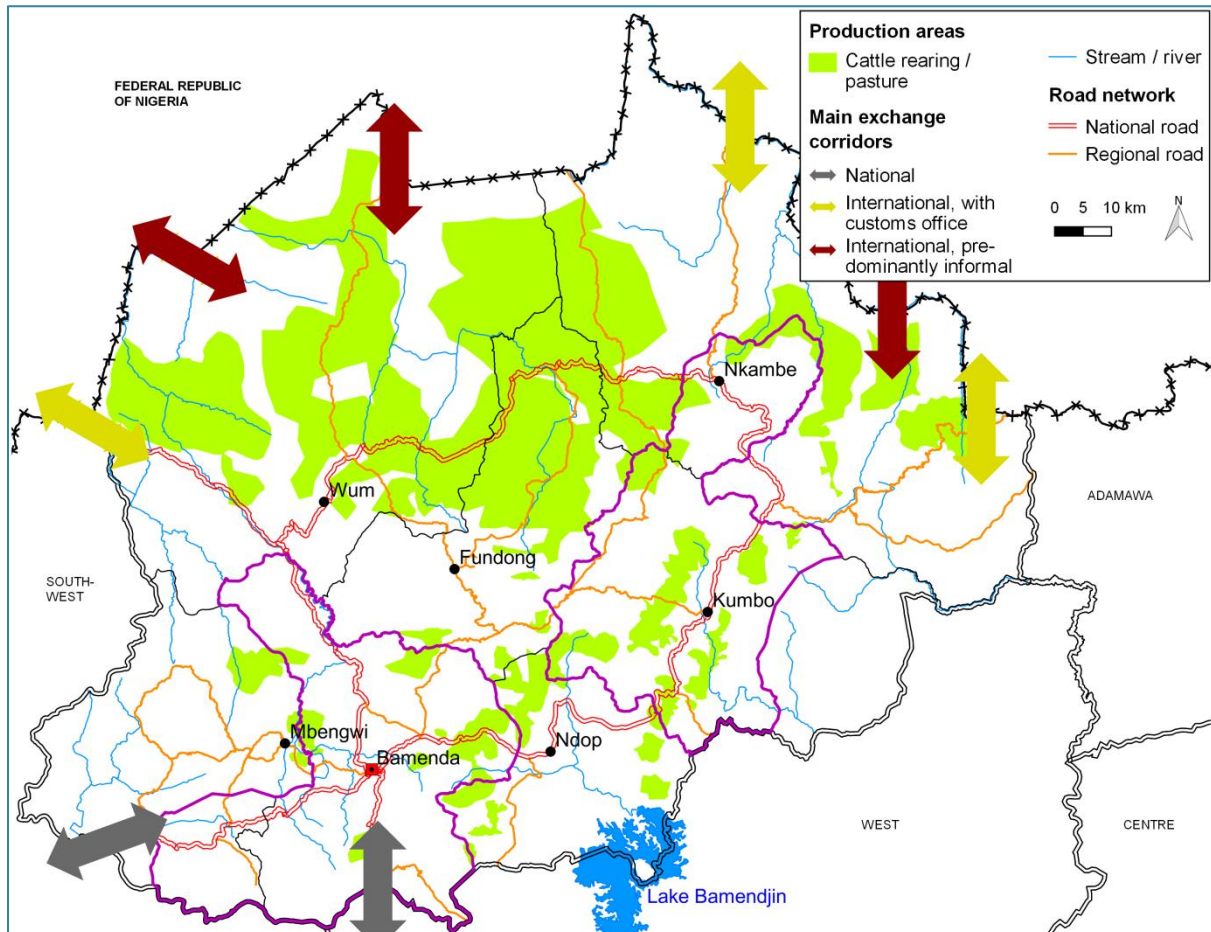 FEDERAL REPUBLIC
OF NIGERIA
Production areas
Cattle rearing /
pasture
Main exchange
corridors
National
International, with
customs office
International, pre-
dominantly informal
Stream / river
Road network
National road
Regional road
0 5 10 km
N
Nkambe
Wum
ADAMAWA
Fundong
SOUTH-
WEST
Kumbo
Mbengwi
Ndop
Bamenda
WEST
CENTRE
Lake Bamendjin